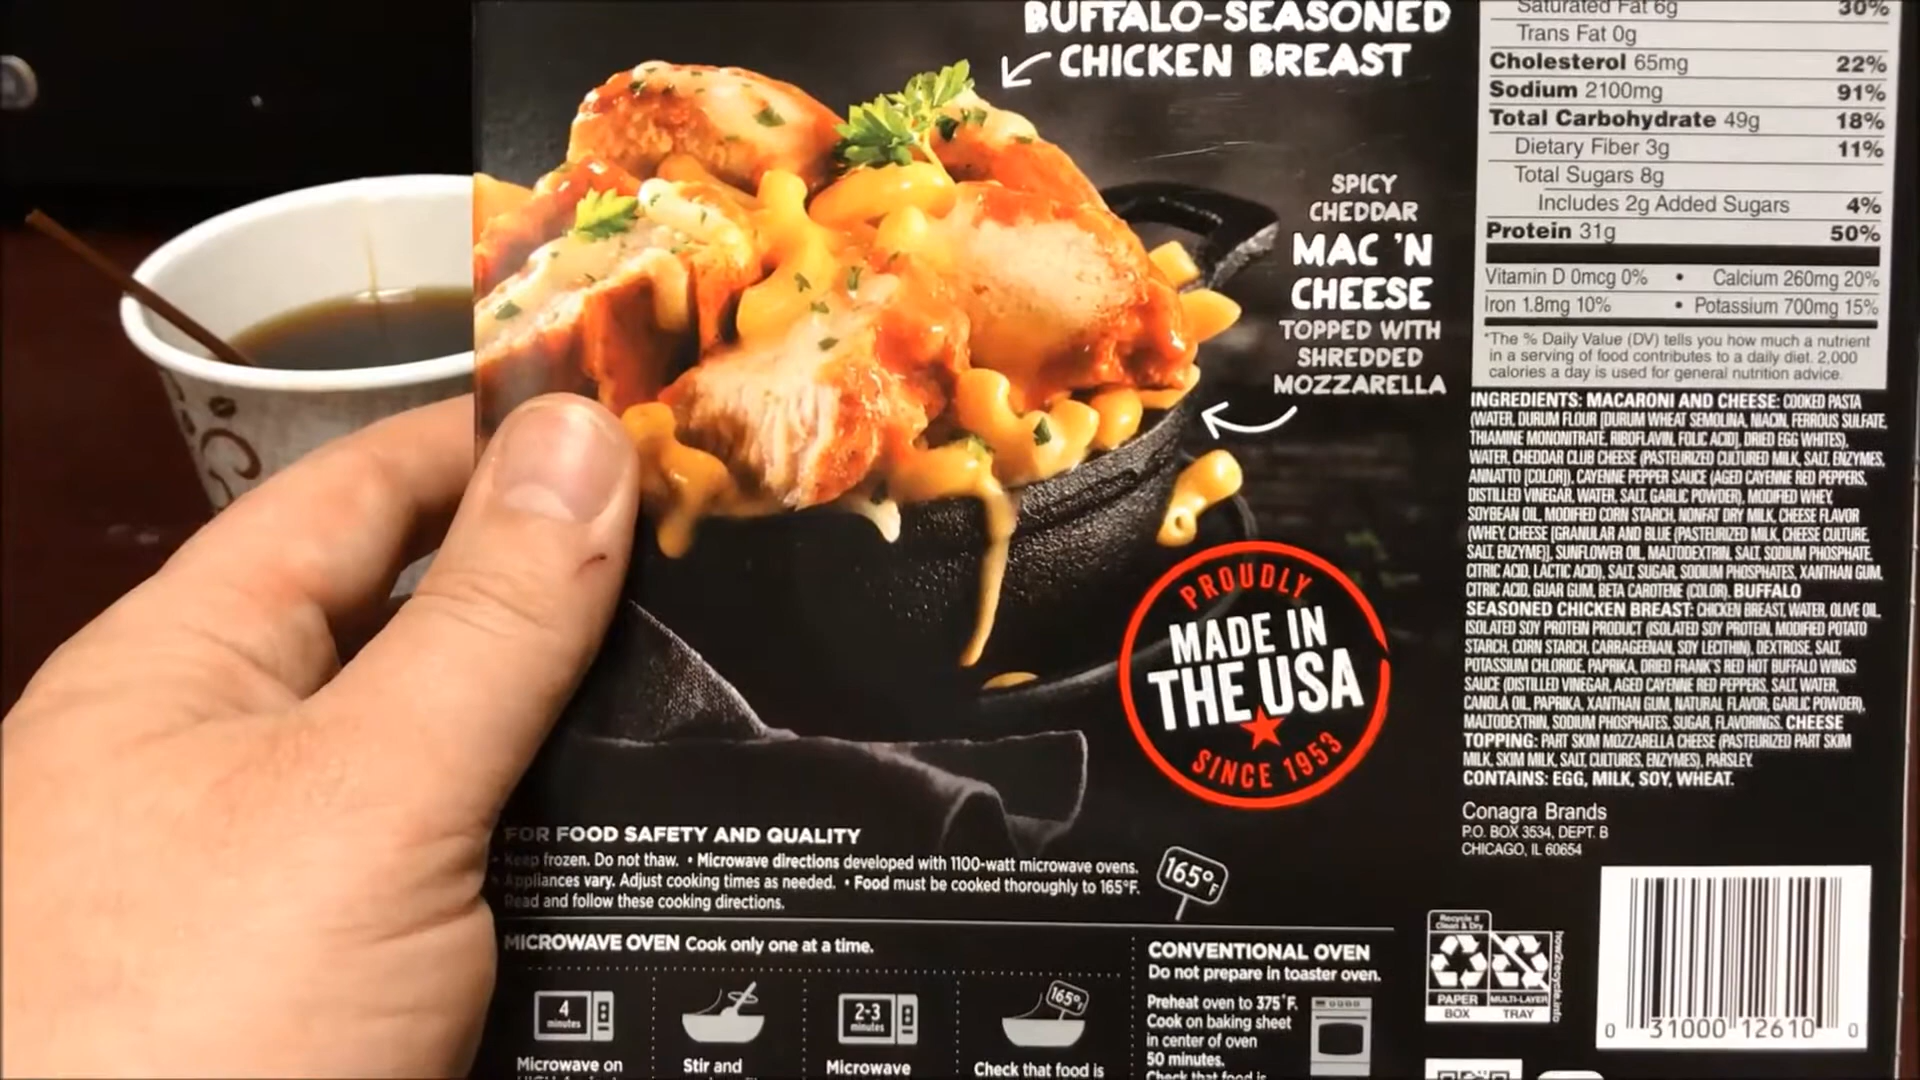 BUFFALO-SEASONED
CHICKEN BREAST
SPICY
CHEDDAR
MAC 'N
CHEESE
TOPPED WITH
SHREDDED
MOZZARELLA
PROUDLY
MADE IN
THE USA
SINCE 1953
FOR FOOD SAFETY AND QUALITY
Keep frozen. Do not thaw. • Microwave directions developed with 1100-watt microwave ovens.
Appliances vary. Adjust cooking times as needed. • Food must be cooked thoroughly to 165°F.
Read and follow these cooking directions.
165°F
MICROWAVE OVEN Cook only one at a time.
4
minutes
2-3
minutes
165°
Microwave on
Stir and
Microwave
Check that food is
CONVENTIONAL OVEN
Do not prepare in toaster oven.
Preheat oven to 375°F.
Cook on baking sheet
in center of oven
50 minutes.
Check that food is
Saturated Fat 6g 30%
Trans Fat 0g
Cholesterol 65mg 22%
Sodium 2100mg 91%
Total Carbohydrate 49g 18%
Dietary Fiber 3g 11%
Total Sugars 8g
Includes 2g Added Sugars 4%
Protein 31g 50%
Vitamin D 0mcg 0% • Calcium 260mg 20%
Iron 1.8mg 10% • Potassium 700mg 15%
*The % Daily Value (DV) tells you how much a nutrient
in a serving of food contributes to a daily diet. 2,000
calories a day is used for general nutrition advice.
INGREDIENTS: MACARONI AND CHEESE: COOKED PASTA
(WATER, DURUM FLOUR [DURUM WHEAT SEMOLINA, NIACIN, FERROUS SULFATE,
THIAMINE MONONITRATE, RIBOFLAVIN, FOLIC ACID], DRIED EGG WHITES),
WATER, CHEDDAR CLUB CHEESE (PASTEURIZED CULTURED MILK, SALT, ENZYMES,
ANNATTO [COLOR]), CAYENNE PEPPER SAUCE (AGED CAYENNE RED PEPPERS,
DISTILLED VINEGAR, WATER, SALT, GARLIC POWDER), MODIFIED WHEY,
SOYBEAN OIL, MODIFIED CORN STARCH, NONFAT DRY MILK, CHEESE FLAVOR
(WHEY, CHEESE [GRANULAR AND BLUE (PASTEURIZED MILK, CHEESE CULTURE,
SALT, ENZYME)], SUNFLOWER OIL, MALTODEXTRIN, SALT, SODIUM PHOSPHATE,
CITRIC ACID, LACTIC ACID), SALT, SUGAR, SODIUM PHOSPHATES, XANTHAN GUM,
CITRIC ACID, GUAR GUM, BETA CAROTENE (COLOR). BUFFALO
SEASONED CHICKEN BREAST: CHICKEN BREAST, WATER, OLIVE OIL,
ISOLATED SOY PROTEIN PRODUCT (ISOLATED SOY PROTEIN, MODIFIED POTATO
STARCH, CORN STARCH, CARRAGEENAN, SOY LECITHIN), DEXTROSE, SALT,
POTASSIUM CHLORIDE, PAPRIKA, DRIED FRANK'S RED HOT BUFFALO WINGS
SAUCE (DISTILLED VINEGAR, AGED CAYENNE RED PEPPERS, SALT, WATER,
CANOLA OIL, PAPRIKA, XANTHAN GUM, NATURAL FLAVOR, GARLIC POWDER),
MALTODEXTRIN, SODIUM PHOSPHATES, SUGAR, FLAVORINGS. CHEESE
TOPPING: PART SKIM MOZZARELLA CHEESE (PASTEURIZED PART SKIM
MILK, SKIM MILK, SALT, CULTURES, ENZYMES), PARSLEY.
CONTAINS: EGG, MILK, SOY, WHEAT.
Conagra Brands
P.O. BOX 3534, DEPT. B
CHICAGO, IL 60654
Recycle if
Clean & Dry
PAPER
BOX
MULTI-LAYER
TRAY
how2recycle.info
0 31000 12610 0